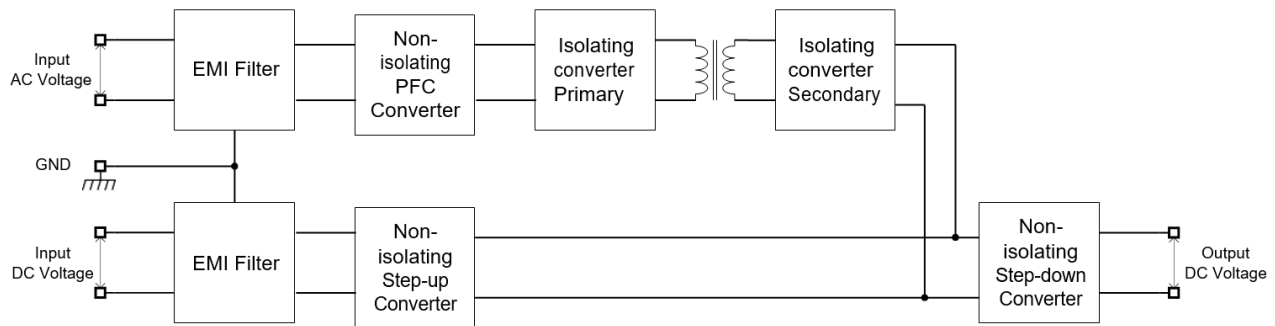 Input
AC Voltage
EMI Filter
Non-
isolating
PFC
Converter
Isolating
converter
Primary
Isolating
converter
Secondary
GND
Input
DC Voltage
EMI Filter
Non-
isolating
Step-up
Converter
Non-
isolating
Step-down
Converter
Output
DC Voltage